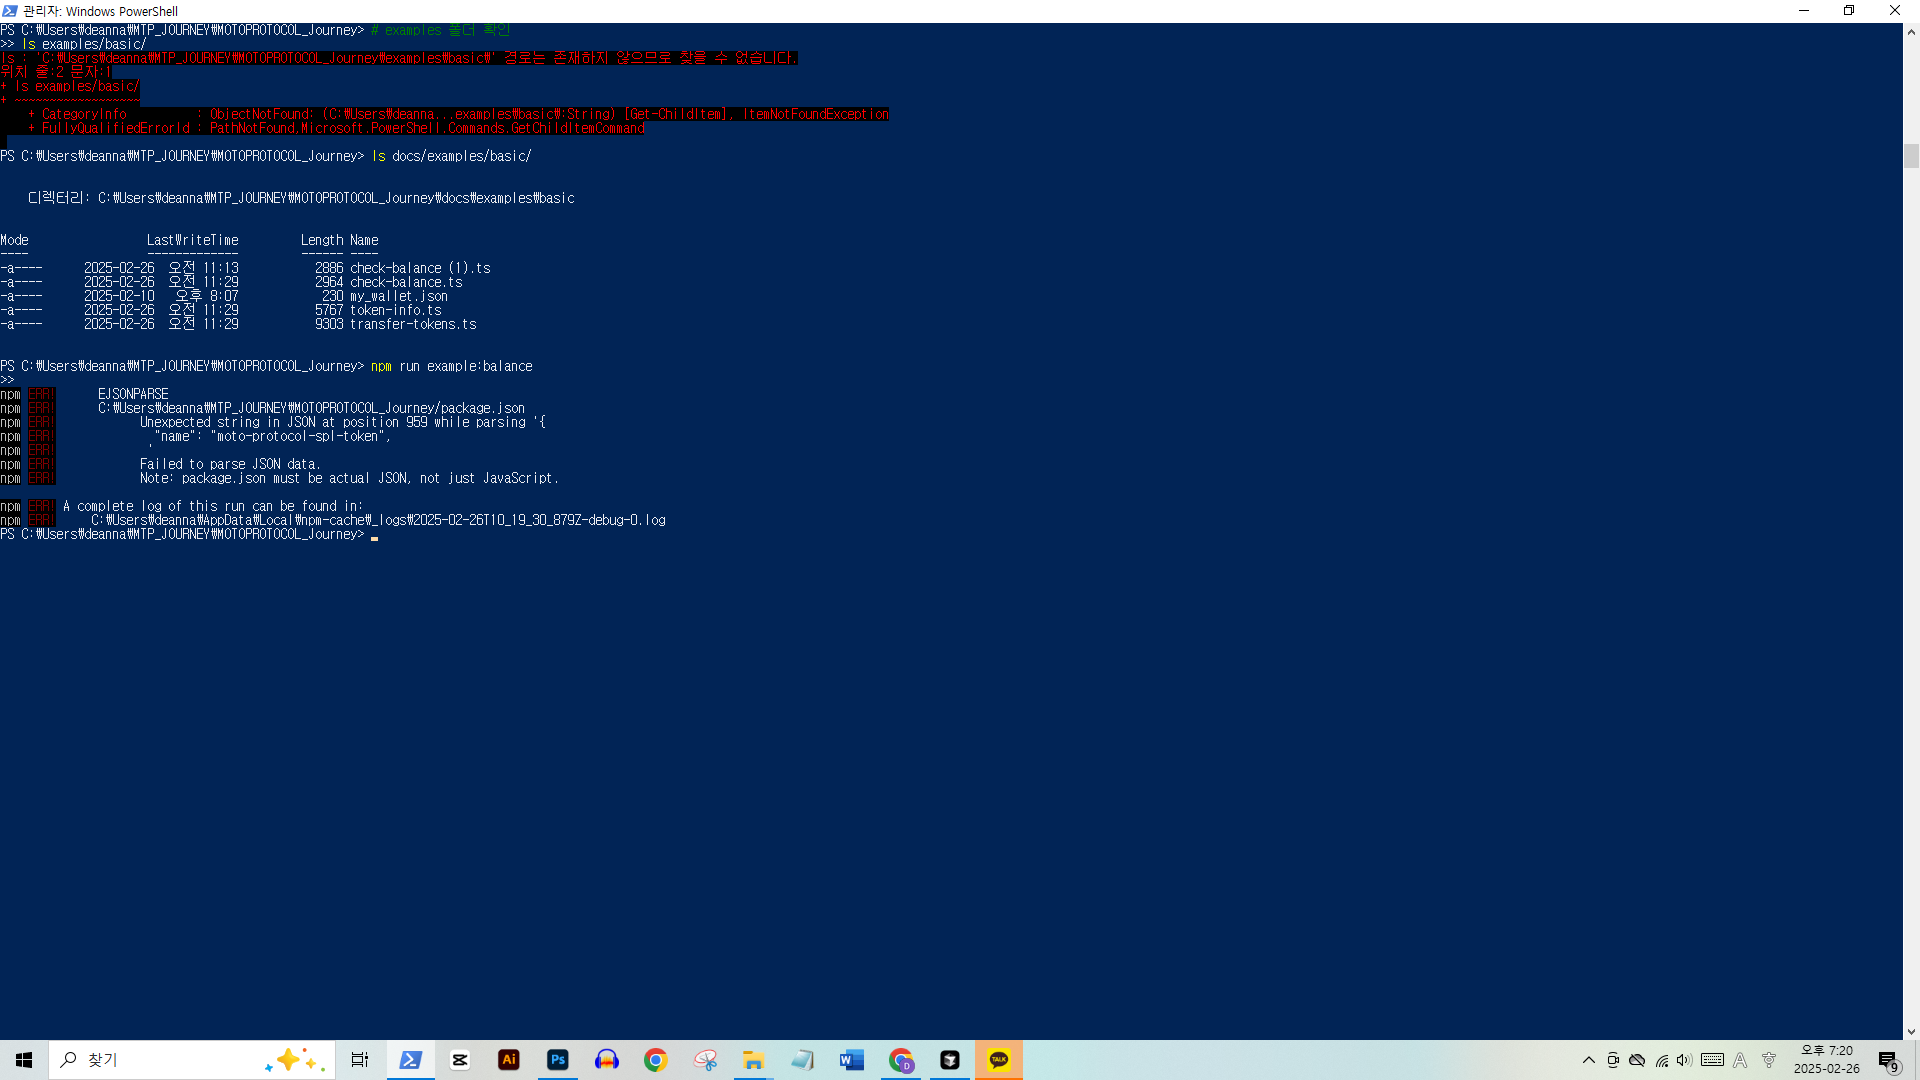 관리자: Windows PowerShell
PS C:\Users\deanna\MTP_JOURNEY\MOTOPROTOCOL_Journey> # examples 폴더 확인
>> ls examples/basic/
ls : 'C:\Users\deanna\MTP_JOURNEY\MOTOPROTOCOL_Journey\examples\basic\' 경로는 존재하지 않으므로 찾을 수 없습니다.
위치 줄:2 문자:1
+ ls examples/basic/
+ ~~~~~~~~~~~~~~~~~~
+ CategoryInfo : ObjectNotFound: (C:\Users\deanna...examples\basic\:String) [Get-ChildItem], ItemNotFoundException
+ FullyQualifiedErrorId : PathNotFound,Microsoft.PowerShell.Commands.GetChildItemCommand
PS C:\Users\deanna\MTP_JOURNEY\MOTOPROTOCOL_Journey> ls docs/examples/basic/
디렉터리: C:\Users\deanna\MTP_JOURNEY\MOTOPROTOCOL_Journey\docs\examples\basic
Mode LastWriteTime Length Name
---- ------------- ------ ----
-a---- 2025-02-26 오전 11:13 2886 check-balance (1).ts
-a---- 2025-02-26 오전 11:29 2964 check-balance.ts
-a---- 2025-02-10 오후 8:07 230 my_wallet.json
-a---- 2025-02-26 오전 11:29 5767 token-info.ts
-a---- 2025-02-26 오전 11:29 9303 transfer-tokens.ts
PS C:\Users\deanna\MTP_JOURNEY\MOTOPROTOCOL_Journey> npm run example:balance
>>
npm ERR! EJSONPARSE
npm ERR! C:\Users\deanna\MTP_JOURNEY\MOTOPROTOCOL_Journey/package.json
npm ERR! Unexpected string in JSON at position 959 while parsing '{
npm ERR! "name": "moto-protocol-spl-token",
npm ERR! '
npm ERR! Failed to parse JSON data.
npm ERR! Note: package.json must be actual JSON, not just JavaScript.
npm ERR! A complete log of this run can be found in:
npm ERR! C:\Users\deanna\AppData\Local\npm-cache\_logs\2025-02-26T10_19_30_879Z-debug-0.log
PS C:\Users\deanna\MTP_JOURNEY\MOTOPROTOCOL_Journey>
찾기
Ai
Ps
D
TALK
A
오후 7:20
2025-02-26
9